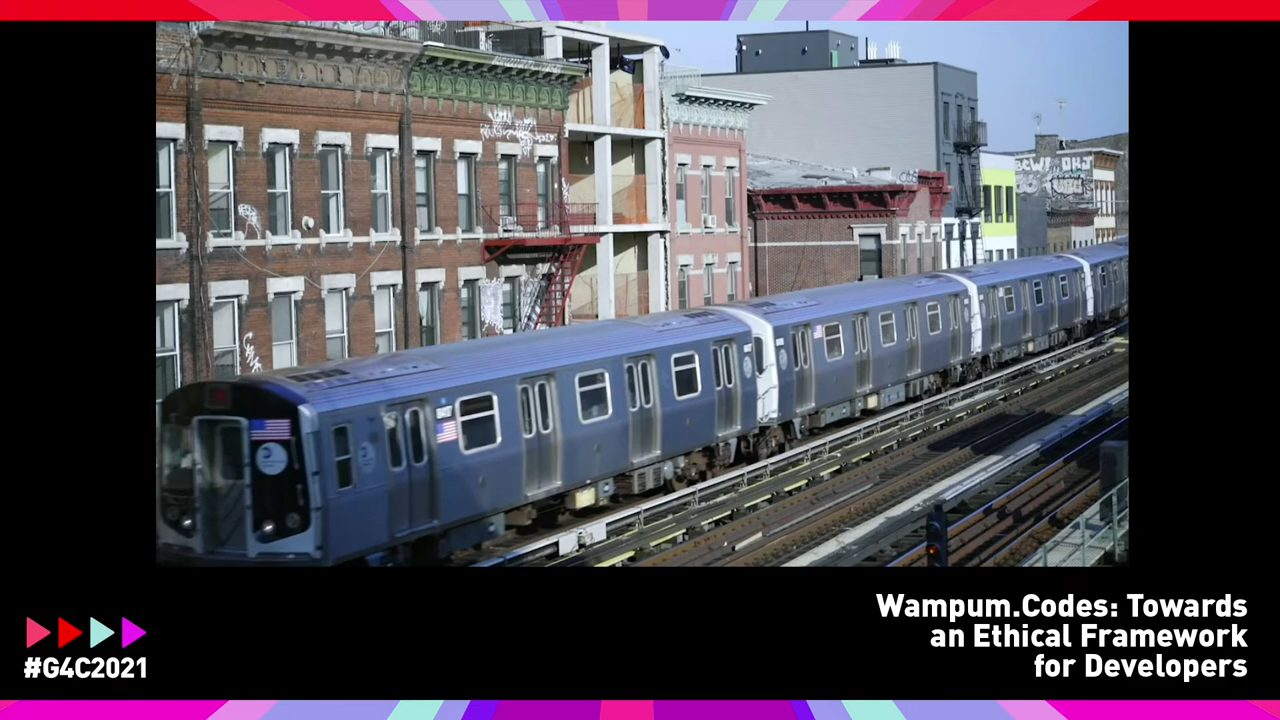 Wampum.Codes: Towards
an Ethical Framework
for Developers
#G4C2021